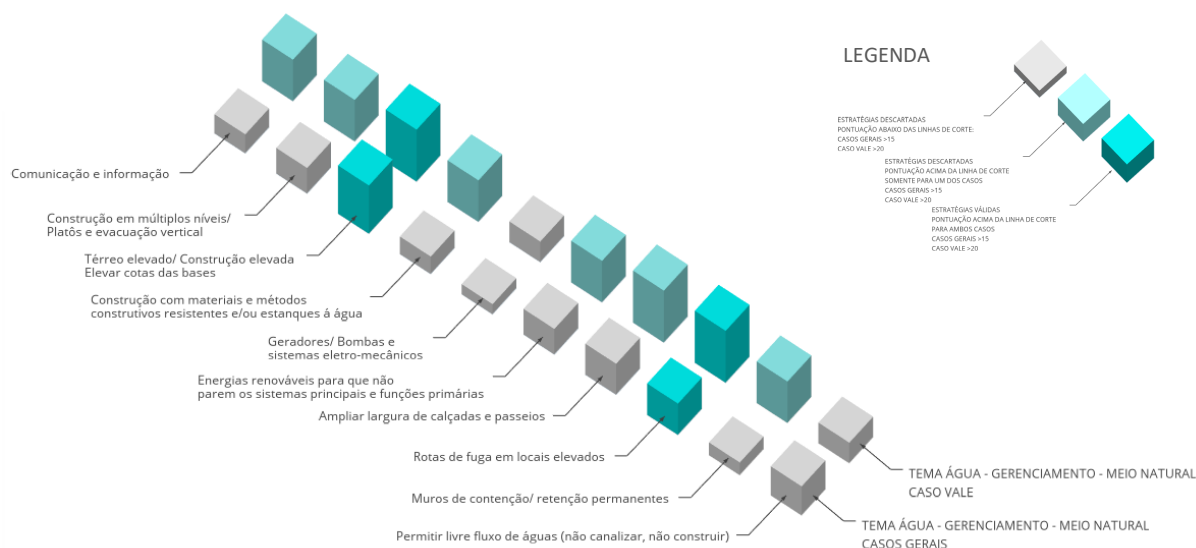 LEGENDA
ESTRATÉGIAS DESCARTADAS
PONTUAÇÃO ABAIXO DAS LINHAS DE CORTE:
CASOS GERAIS >15
CASO VALE >20
ESTRATÉGIAS DESCARTADAS
PONTUAÇÃO ACIMA DA LINHA DE CORTE
SOMENTE PARA UM DOS CASOS
CASOS GERAIS >15
CASO VALE >20
ESTRATÉGIAS VÁLIDAS
PONTUAÇÃO ACIMA DA LINHA DE CORTE
PARA AMBOS CASOS
CASOS GERAIS >15
CASO VALE >20
Comunicação e informação
Construção em múltiplos níveis/
Platôs e evacuação vertical
Térreo elevado/ Construção elevada
Elevar cotas das bases
Construção com materiais e métodos
construtivos resistentes e/ou estanques á água
Geradores/ Bombas e
sistemas eletro-mecânicos
Energias renováveis para que não
parem os sistemas principais e funções primárias
Ampliar largura de calçadas e passeios
Rotas de fuga em locais elevados
Muros de contenção/ retenção permanentes
Permitir livre fluxo de águas (não canalizar, não construir)
TEMA ÁGUA - GERENCIAMENTO - MEIO NATURAL
CASO VALE
TEMA ÁGUA - GERENCIAMENTO - MEIO NATURAL
CASOS GERAIS